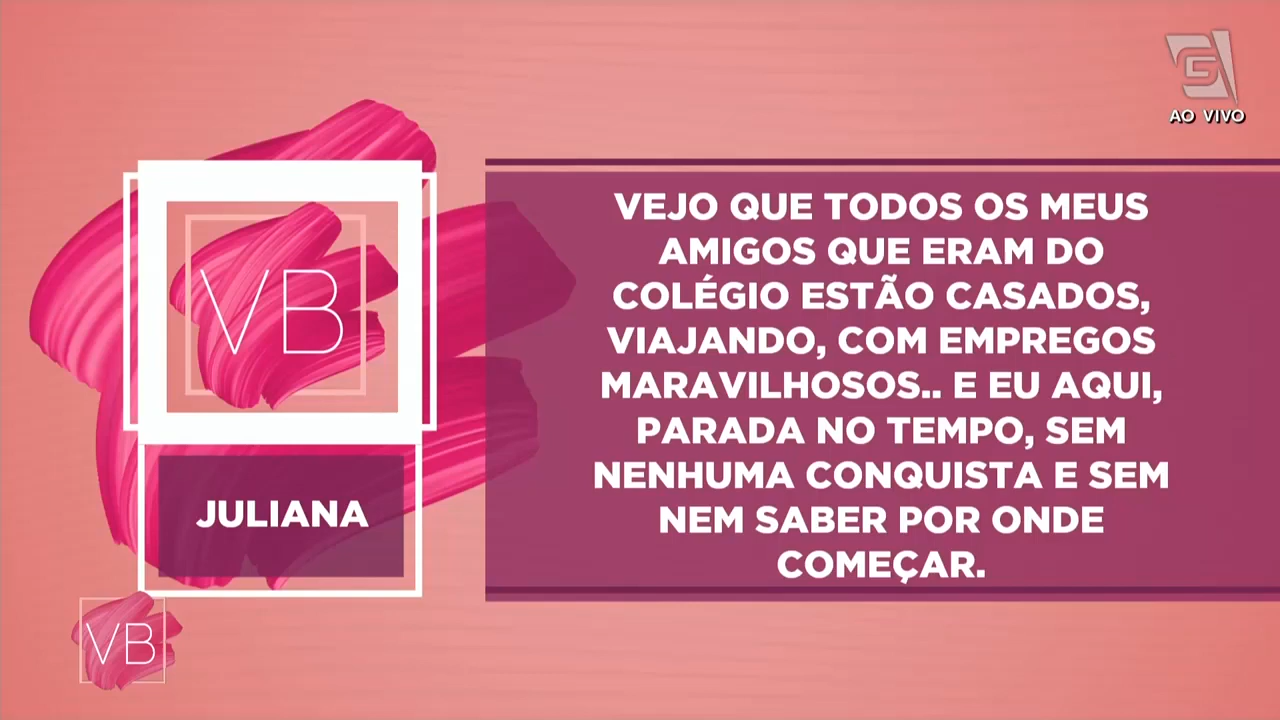 AO VIVO
VB
JULIANA
VEJO QUE TODOS OS MEUS
AMIGOS QUE ERAM DO
COLÉGIO ESTÃO CASADOS,
VIAJANDO, COM EMPREGOS
MARAVILHOSOS.. E EU AQUI,
PARADA NO TEMPO, SEM
NENHUMA CONQUISTA E SEM
NEM SABER POR ONDE
COMEÇAR.
VB